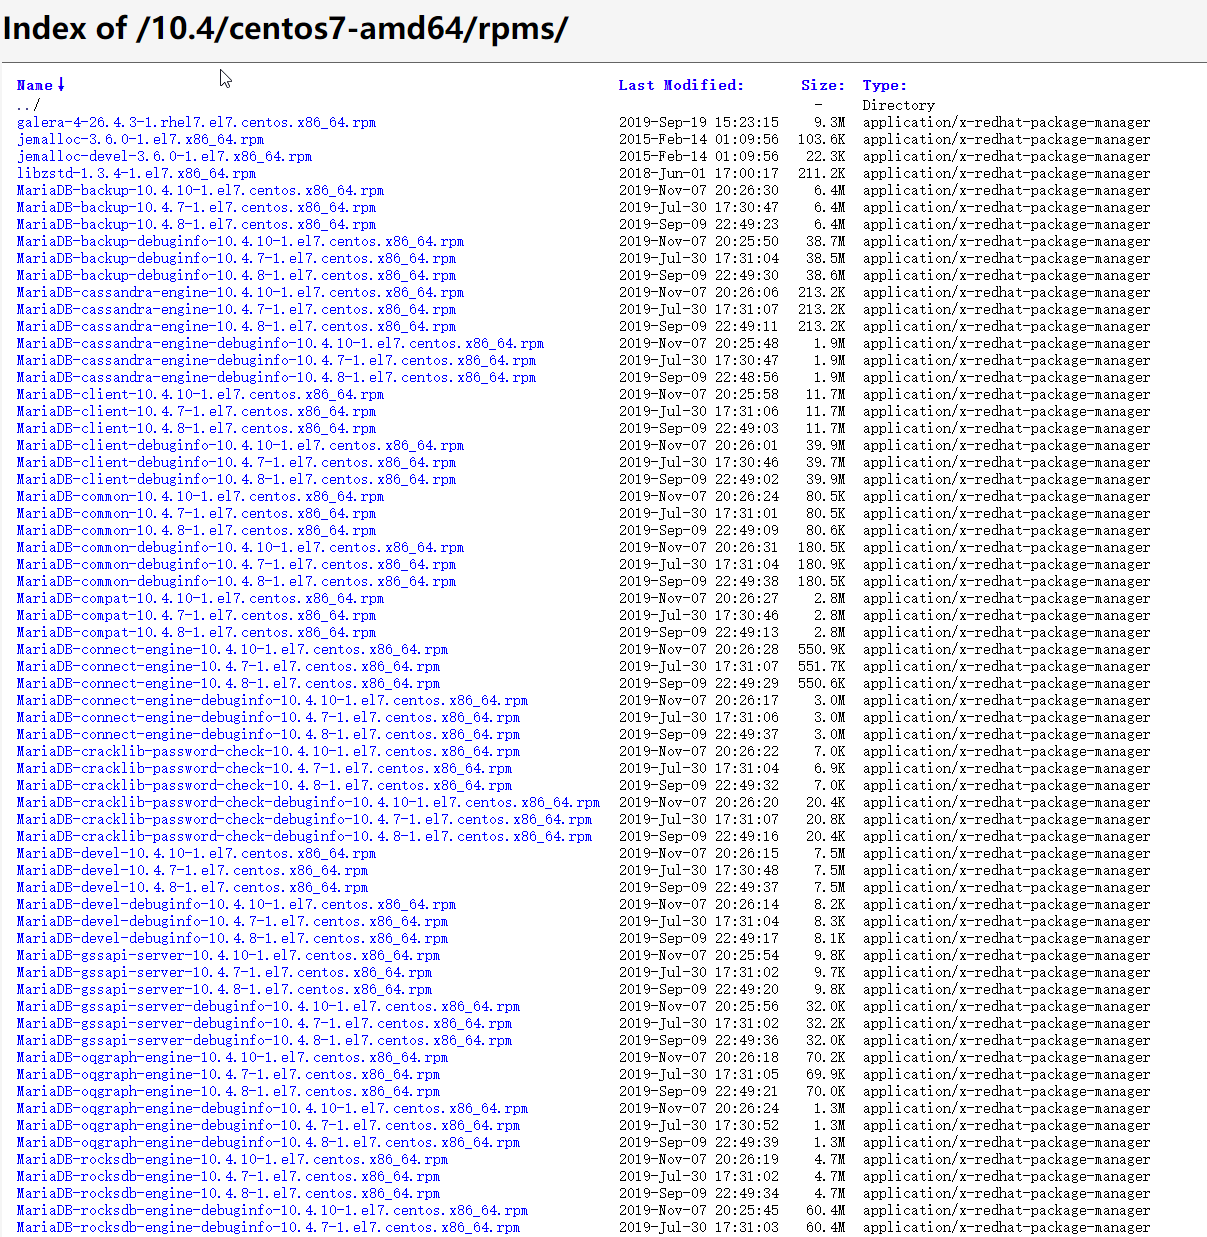 Index of /10.4/centos7-amd64/rpms/
Name↓ Last Modified: Size: Type:
../ - Directory
galera-4-26.4.3-1.rhel7.el7.centos.x86_64.rpm 2019-Sep-19 15:23:15 9.3M application/x-redhat-package-manager
jemalloc-3.6.0-1.el7.x86_64.rpm 2015-Feb-14 01:09:56 103.6K application/x-redhat-package-manager
jemalloc-devel-3.6.0-1.el7.x86_64.rpm 2015-Feb-14 01:09:56 22.3K application/x-redhat-package-manager
libzstd-1.3.4-1.el7.x86_64.rpm 2018-Jun-01 17:00:17 211.2K application/x-redhat-package-manager
MariaDB-backup-10.4.10-1.el7.centos.x86_64.rpm 2019-Nov-07 20:26:30 6.4M application/x-redhat-package-manager
MariaDB-backup-10.4.7-1.el7.centos.x86_64.rpm 2019-Jul-30 17:30:47 6.4M application/x-redhat-package-manager
MariaDB-backup-10.4.8-1.el7.centos.x86_64.rpm 2019-Sep-09 22:49:23 6.4M application/x-redhat-package-manager
MariaDB-backup-debuginfo-10.4.10-1.el7.centos.x86_64.rpm 2019-Nov-07 20:25:50 38.7M application/x-redhat-package-manager
MariaDB-backup-debuginfo-10.4.7-1.el7.centos.x86_64.rpm 2019-Jul-30 17:31:04 38.5M application/x-redhat-package-manager
MariaDB-backup-debuginfo-10.4.8-1.el7.centos.x86_64.rpm 2019-Sep-09 22:49:30 38.6M application/x-redhat-package-manager
MariaDB-cassandra-engine-10.4.10-1.el7.centos.x86_64.rpm 2019-Nov-07 20:26:06 213.2K application/x-redhat-package-manager
MariaDB-cassandra-engine-10.4.7-1.el7.centos.x86_64.rpm 2019-Jul-30 17:31:07 213.2K application/x-redhat-package-manager
MariaDB-cassandra-engine-10.4.8-1.el7.centos.x86_64.rpm 2019-Sep-09 22:49:11 213.2K application/x-redhat-package-manager
MariaDB-cassandra-engine-debuginfo-10.4.10-1.el7.centos.x86_64.rpm 2019-Nov-07 20:25:48 1.9M application/x-redhat-package-manager
MariaDB-cassandra-engine-debuginfo-10.4.7-1.el7.centos.x86_64.rpm 2019-Jul-30 17:30:47 1.9M application/x-redhat-package-manager
MariaDB-cassandra-engine-debuginfo-10.4.8-1.el7.centos.x86_64.rpm 2019-Sep-09 22:48:56 1.9M application/x-redhat-package-manager
MariaDB-client-10.4.10-1.el7.centos.x86_64.rpm 2019-Nov-07 20:25:58 11.7M application/x-redhat-package-manager
MariaDB-client-10.4.7-1.el7.centos.x86_64.rpm 2019-Jul-30 17:31:06 11.7M application/x-redhat-package-manager
MariaDB-client-10.4.8-1.el7.centos.x86_64.rpm 2019-Sep-09 22:49:03 11.7M application/x-redhat-package-manager
MariaDB-client-debuginfo-10.4.10-1.el7.centos.x86_64.rpm 2019-Nov-07 20:26:01 39.9M application/x-redhat-package-manager
MariaDB-client-debuginfo-10.4.7-1.el7.centos.x86_64.rpm 2019-Jul-30 17:30:46 39.7M application/x-redhat-package-manager
MariaDB-client-debuginfo-10.4.8-1.el7.centos.x86_64.rpm 2019-Sep-09 22:49:02 39.9M application/x-redhat-package-manager
MariaDB-common-10.4.10-1.el7.centos.x86_64.rpm 2019-Nov-07 20:26:24 80.5K application/x-redhat-package-manager
MariaDB-common-10.4.7-1.el7.centos.x86_64.rpm 2019-Jul-30 17:31:01 80.5K application/x-redhat-package-manager
MariaDB-common-10.4.8-1.el7.centos.x86_64.rpm 2019-Sep-09 22:49:09 80.6K application/x-redhat-package-manager
MariaDB-common-debuginfo-10.4.10-1.el7.centos.x86_64.rpm 2019-Nov-07 20:26:31 180.5K application/x-redhat-package-manager
MariaDB-common-debuginfo-10.4.7-1.el7.centos.x86_64.rpm 2019-Jul-30 17:31:04 180.9K application/x-redhat-package-manager
MariaDB-common-debuginfo-10.4.8-1.el7.centos.x86_64.rpm 2019-Sep-09 22:49:38 180.5K application/x-redhat-package-manager
MariaDB-compat-10.4.10-1.el7.centos.x86_64.rpm 2019-Nov-07 20:26:27 2.8M application/x-redhat-package-manager
MariaDB-compat-10.4.7-1.el7.centos.x86_64.rpm 2019-Jul-30 17:30:46 2.8M application/x-redhat-package-manager
MariaDB-compat-10.4.8-1.el7.centos.x86_64.rpm 2019-Sep-09 22:49:13 2.8M application/x-redhat-package-manager
MariaDB-connect-engine-10.4.10-1.el7.centos.x86_64.rpm 2019-Nov-07 20:26:28 550.9K application/x-redhat-package-manager
MariaDB-connect-engine-10.4.7-1.el7.centos.x86_64.rpm 2019-Jul-30 17:31:07 551.7K application/x-redhat-package-manager
MariaDB-connect-engine-10.4.8-1.el7.centos.x86_64.rpm 2019-Sep-09 22:49:29 550.6K application/x-redhat-package-manager
MariaDB-connect-engine-debuginfo-10.4.10-1.el7.centos.x86_64.rpm 2019-Nov-07 20:26:17 3.0M application/x-redhat-package-manager
MariaDB-connect-engine-debuginfo-10.4.7-1.el7.centos.x86_64.rpm 2019-Jul-30 17:31:06 3.0M application/x-redhat-package-manager
MariaDB-connect-engine-debuginfo-10.4.8-1.el7.centos.x86_64.rpm 2019-Sep-09 22:49:37 3.0M application/x-redhat-package-manager
MariaDB-cracklib-password-check-10.4.10-1.el7.centos.x86_64.rpm 2019-Nov-07 20:26:22 7.0K application/x-redhat-package-manager
MariaDB-cracklib-password-check-10.4.7-1.el7.centos.x86_64.rpm 2019-Jul-30 17:31:04 6.9K application/x-redhat-package-manager
MariaDB-cracklib-password-check-10.4.8-1.el7.centos.x86_64.rpm 2019-Sep-09 22:49:32 7.0K application/x-redhat-package-manager
MariaDB-cracklib-password-check-debuginfo-10.4.10-1.el7.centos.x86_64.rpm 2019-Nov-07 20:26:20 20.4K application/x-redhat-package-manager
MariaDB-cracklib-password-check-debuginfo-10.4.7-1.el7.centos.x86_64.rpm 2019-Jul-30 17:31:07 20.8K application/x-redhat-package-manager
MariaDB-cracklib-password-check-debuginfo-10.4.8-1.el7.centos.x86_64.rpm 2019-Sep-09 22:49:16 20.4K application/x-redhat-package-manager
MariaDB-devel-10.4.10-1.el7.centos.x86_64.rpm 2019-Nov-07 20:26:15 7.5M application/x-redhat-package-manager
MariaDB-devel-10.4.7-1.el7.centos.x86_64.rpm 2019-Jul-30 17:30:48 7.5M application/x-redhat-package-manager
MariaDB-devel-10.4.8-1.el7.centos.x86_64.rpm 2019-Sep-09 22:49:37 7.5M application/x-redhat-package-manager
MariaDB-devel-debuginfo-10.4.10-1.el7.centos.x86_64.rpm 2019-Nov-07 20:26:14 8.2K application/x-redhat-package-manager
MariaDB-devel-debuginfo-10.4.7-1.el7.centos.x86_64.rpm 2019-Jul-30 17:31:04 8.3K application/x-redhat-package-manager
MariaDB-devel-debuginfo-10.4.8-1.el7.centos.x86_64.rpm 2019-Sep-09 22:49:17 8.1K application/x-redhat-package-manager
MariaDB-gssapi-server-10.4.10-1.el7.centos.x86_64.rpm 2019-Nov-07 20:25:54 9.8K application/x-redhat-package-manager
MariaDB-gssapi-server-10.4.7-1.el7.centos.x86_64.rpm 2019-Jul-30 17:31:02 9.7K application/x-redhat-package-manager
MariaDB-gssapi-server-10.4.8-1.el7.centos.x86_64.rpm 2019-Sep-09 22:49:20 9.8K application/x-redhat-package-manager
MariaDB-gssapi-server-debuginfo-10.4.10-1.el7.centos.x86_64.rpm 2019-Nov-07 20:25:56 32.0K application/x-redhat-package-manager
MariaDB-gssapi-server-debuginfo-10.4.7-1.el7.centos.x86_64.rpm 2019-Jul-30 17:31:02 32.2K application/x-redhat-package-manager
MariaDB-gssapi-server-debuginfo-10.4.8-1.el7.centos.x86_64.rpm 2019-Sep-09 22:49:36 32.0K application/x-redhat-package-manager
MariaDB-oqgraph-engine-10.4.10-1.el7.centos.x86_64.rpm 2019-Nov-07 20:26:18 70.2K application/x-redhat-package-manager
MariaDB-oqgraph-engine-10.4.7-1.el7.centos.x86_64.rpm 2019-Jul-30 17:31:05 69.9K application/x-redhat-package-manager
MariaDB-oqgraph-engine-10.4.8-1.el7.centos.x86_64.rpm 2019-Sep-09 22:49:21 70.0K application/x-redhat-package-manager
MariaDB-oqgraph-engine-debuginfo-10.4.10-1.el7.centos.x86_64.rpm 2019-Nov-07 20:26:24 1.3M application/x-redhat-package-manager
MariaDB-oqgraph-engine-debuginfo-10.4.7-1.el7.centos.x86_64.rpm 2019-Jul-30 17:30:52 1.3M application/x-redhat-package-manager
MariaDB-oqgraph-engine-debuginfo-10.4.8-1.el7.centos.x86_64.rpm 2019-Sep-09 22:49:39 1.3M application/x-redhat-package-manager
MariaDB-rocksdb-engine-10.4.10-1.el7.centos.x86_64.rpm 2019-Nov-07 20:26:19 4.7M application/x-redhat-package-manager
MariaDB-rocksdb-engine-10.4.7-1.el7.centos.x86_64.rpm 2019-Jul-30 17:31:02 4.7M application/x-redhat-package-manager
MariaDB-rocksdb-engine-10.4.8-1.el7.centos.x86_64.rpm 2019-Sep-09 22:49:34 4.7M application/x-redhat-package-manager
MariaDB-rocksdb-engine-debuginfo-10.4.10-1.el7.centos.x86_64.rpm 2019-Nov-07 20:25:45 60.4M application/x-redhat-package-manager
MariaDB-rocksdb-engine-debuginfo-10.4.7-1.el7.centos.x86_64.rpm 2019-Jul-30 17:31:03 60.4M application/x-redhat-package-manager